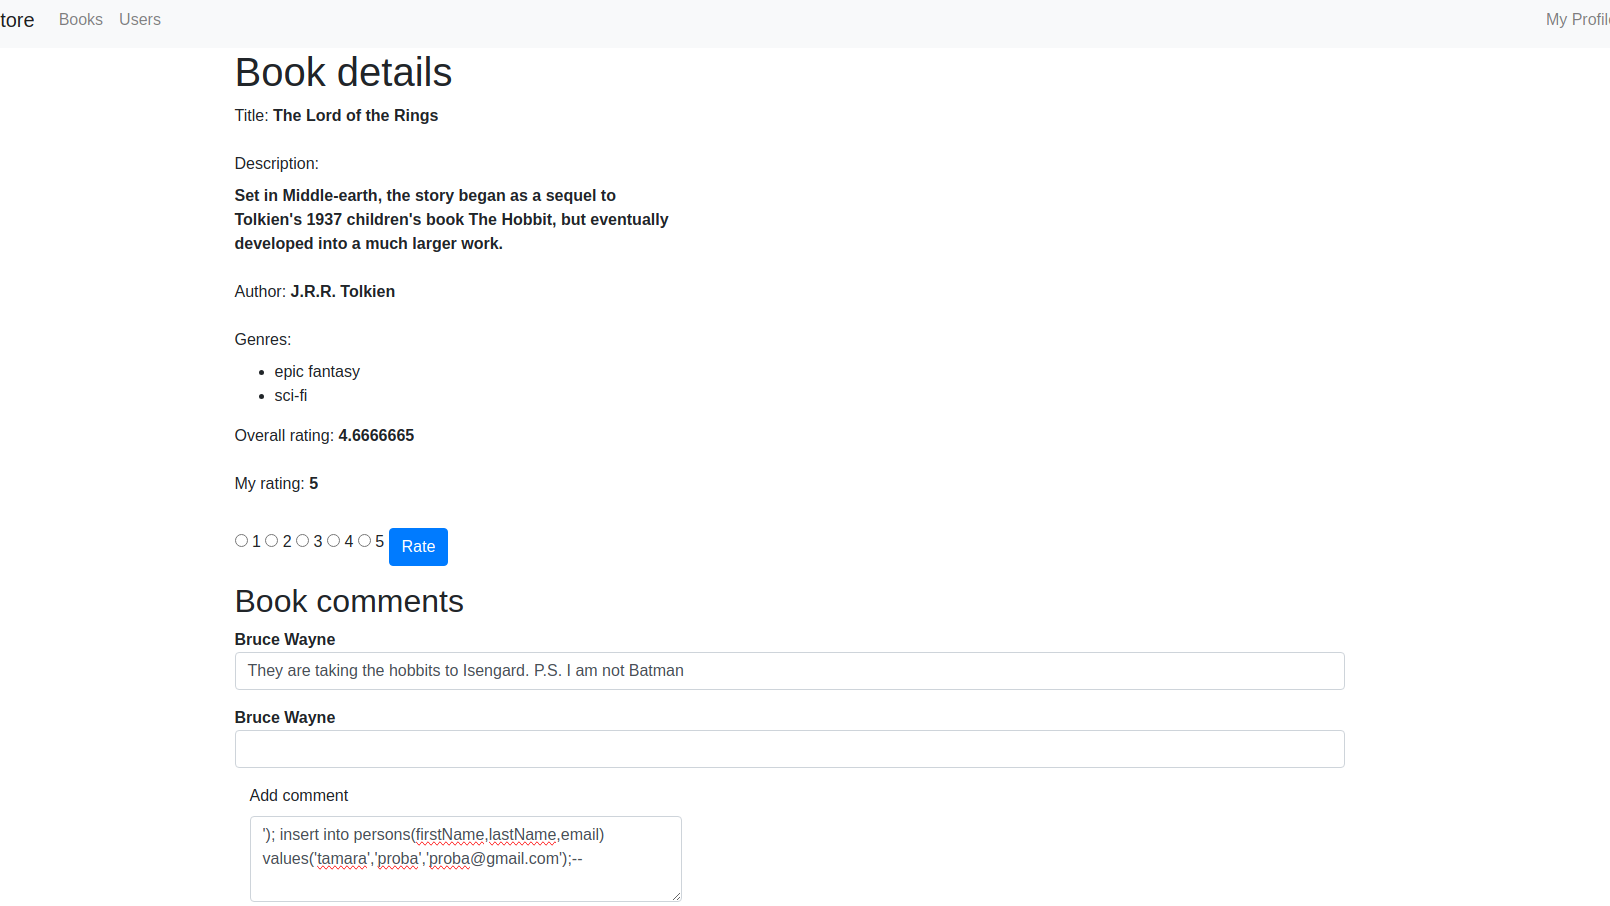 tore Books Users My Profile
Book details
Title: The Lord of the Rings
Description:
Set in Middle-earth, the story began as a sequel to
Tolkien's 1937 children's book The Hobbit, but eventually
developed into a much larger work.
Author: J.R.R. Tolkien
Genres:
epic fantasy
sci-fi
Overall rating: 4.6666665
My rating: 5
1 2 3 4 5 Rate
Book comments
Bruce Wayne
They are taking the hobbits to Isengard. P.S. I am not Batman
Bruce Wayne
Add comment
'); insert into persons(firstName,lastName,email)
values('tamara','proba','proba@gmail.com');--